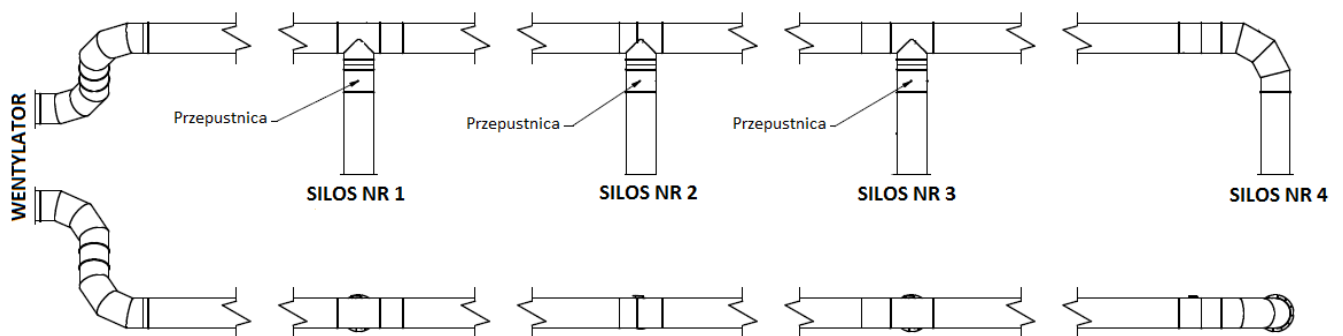 WENTYLATOR
Przepustnica
Przepustnica
Przepustnica
SILOS NR 1
SILOS NR 2
SILOS NR 3
SILOS NR 4